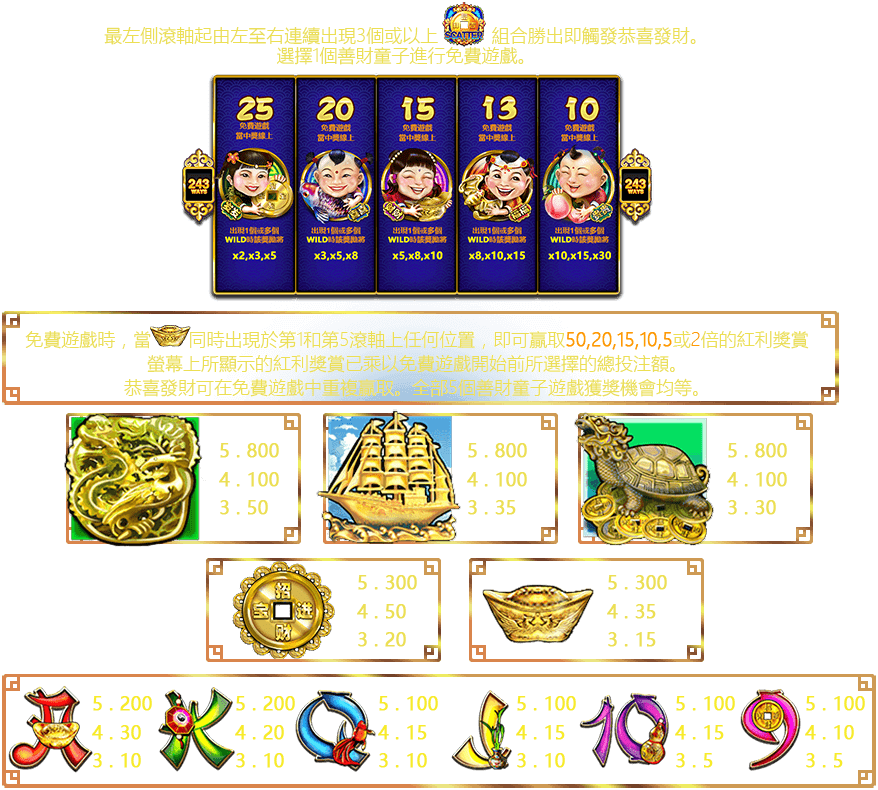 最左側滾軸起由左至右連續出現3個或以上 SCATTER 組合勝出即觸發恭喜發財。
選擇1個善財童子進行免費遊戲。
25 20 15 13 10
免費遊戲 免費遊戲 免費遊戲 免費遊戲 免費遊戲
當中獎線上 當中獎線上 當中獎線上 當中獎線上 當中獎線上
243 WAYS 243 WAYS
出現1個或多個 出現1個或多個 出現1個或多個 出現1個或多個 出現1個或多個
WILD時該獎勵將 WILD時該獎勵將 WILD時該獎勵將 WILD時該獎勵將 WILD時該獎勵將
x2,x3,x5 x3,x5,x8 x5,x8,x10 x8,x10,x15 x10,x15,x30
免費遊戲時，當 同時出現於第1和第5滾軸上任何位置，即可贏取50,20,15,10,5或2倍的紅利獎賞
螢幕上所顯示的紅利獎賞已乘以免費遊戲開始前所選擇的總投注額。
恭喜發財可在免費遊戲中重複贏取。全部5個善財童子遊戲獲獎機會均等。
5 . 800 5 . 800 5 . 800
4 . 100 4 . 100 4 . 100
3 . 50 3 . 35 3 . 30
招财进宝
5 . 300 5 . 300
4 . 50 4 . 35
3 . 20 3 . 15
A K Q J 10 9
5 . 200 5 . 200 5 . 100 5 . 100 5 . 100 5 . 100
4 . 30 4 . 20 4 . 15 4 . 15 4 . 15 4 . 10
3 . 10 3 . 10 3 . 10 3 . 10 3 . 5 3 . 5